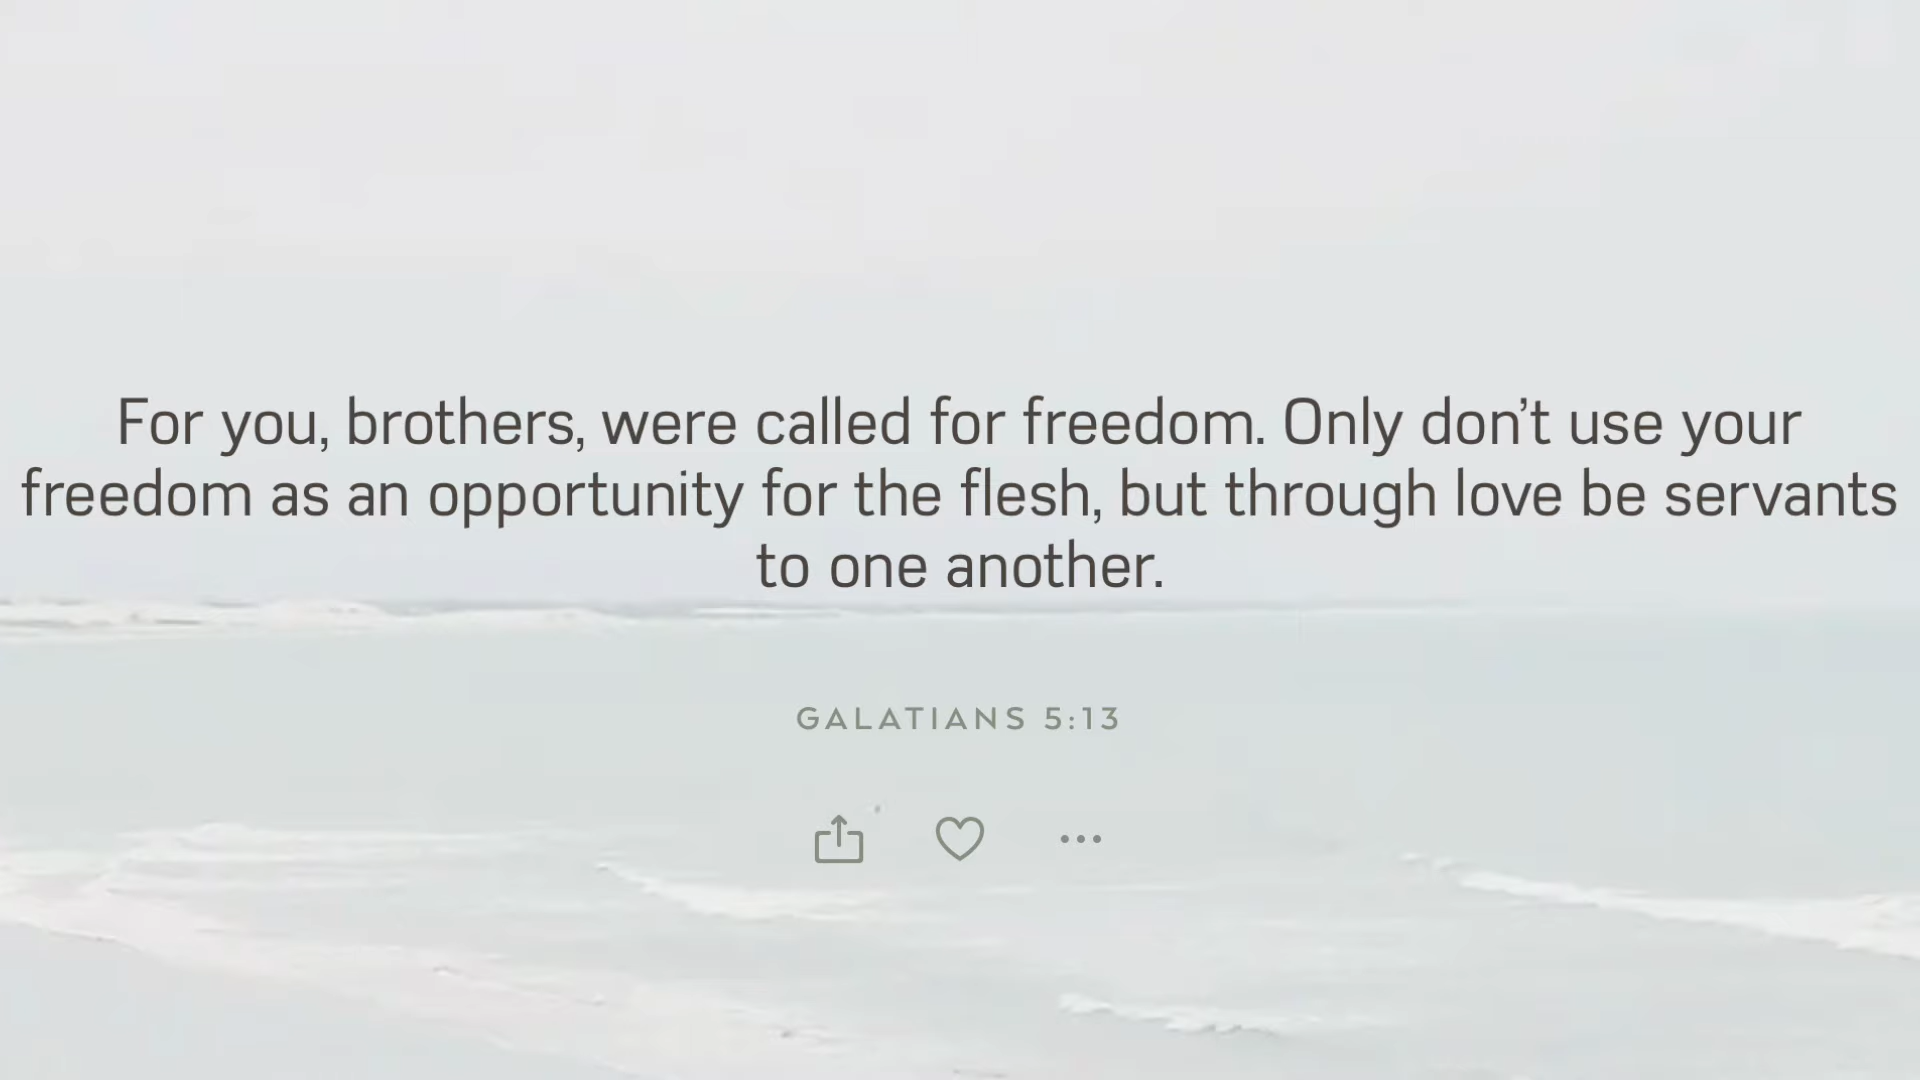 For you, brothers, were called for freedom. Only don’t use your
freedom as an opportunity for the flesh, but through love be servants
to one another.
GALATIANS 5:13